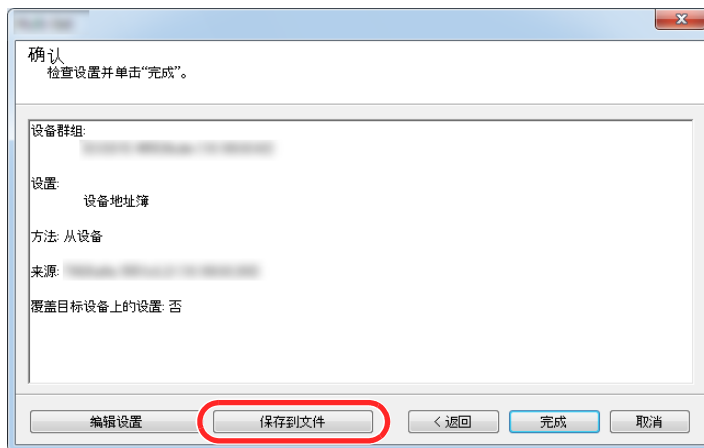 确认
检查设置并单击“完成”。
设备群组:
设置:
设备地址簿
方法: 从设备
来源:
覆盖目标设备上的设置: 否
编辑设置
保存到文件
< 返回
完成
取消